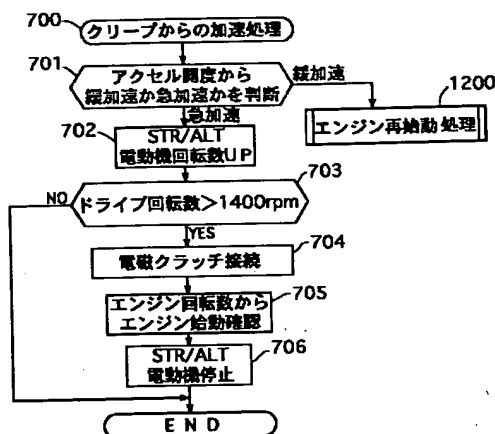 700
クリープからの加速処理
701
アクセル開度から
緩加速か急加速かを判断
緩加速
1200
エンジン再始動処理
急加速
702
STR/ALT
電動機回転数UP
703
NO
ドライブ回転数>1400rpm
YES
704
電磁クラッチ接続
705
エンジン回転数から
エンジン始動確認
706
STR/ALT
電動機停止
END